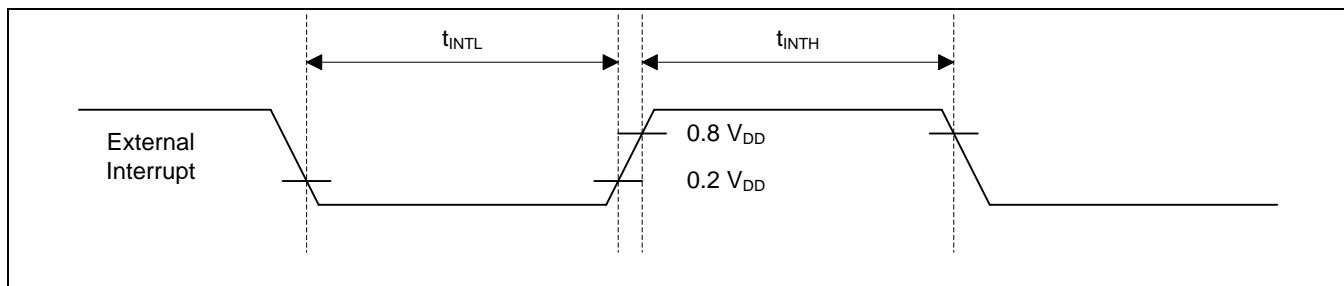 tINTL
tINTH
External
Interrupt
0.8 VDD
0.2 VDD